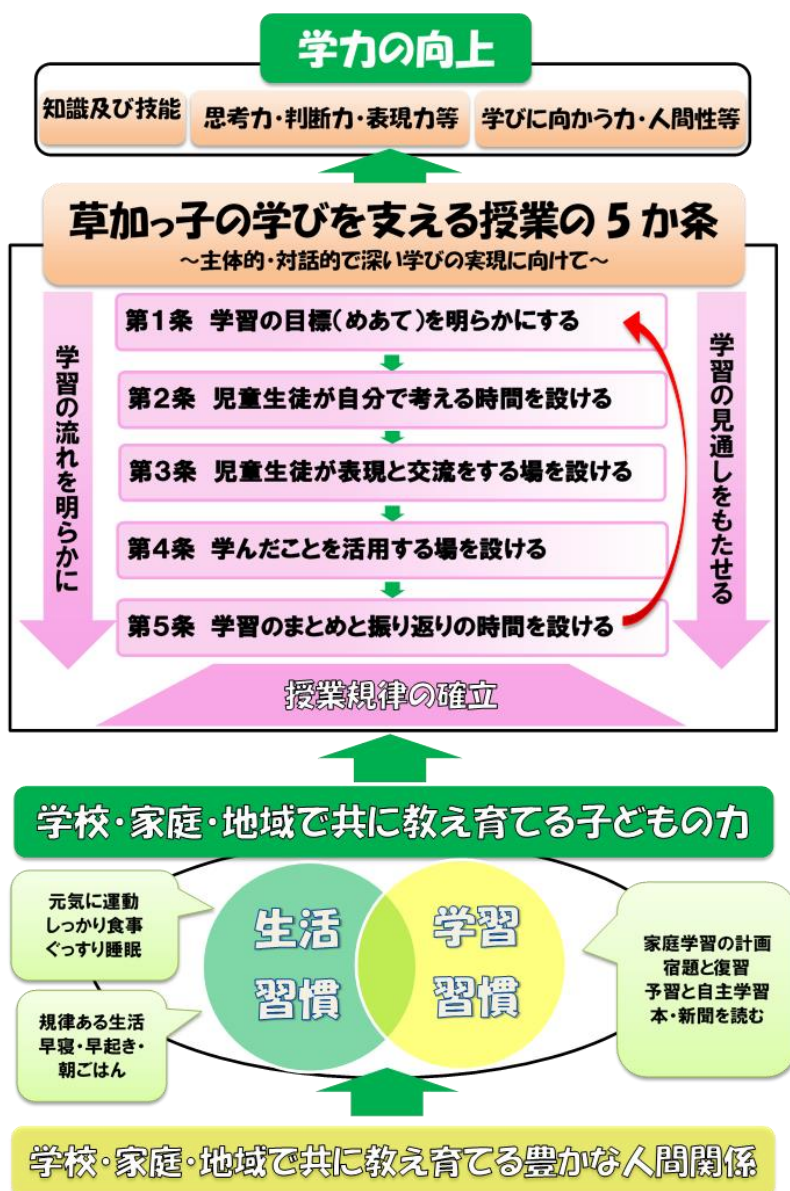 学力の向上
知識及び技能
思考力・判断力・表現力等
学びに向かう力・人間性等
草加っ子の学びを支える授業の5か条
～主体的・対話的で深い学びの実現に向けて～
学習の流れを明らかに
第1条 学習の目標(めあて)を明らかにする
第2条 児童生徒が自分で考える時間を設ける
第3条 児童生徒が表現と交流をする場を設ける
第4条 学んだことを活用する場を設ける
第5条 学習のまとめと振り返りの時間を設ける
学習の見通しをもたせる
授業規律の確立
学校・家庭・地域で共に教え育てる子どもの力
元気に運動
しっかり食事
ぐっすり睡眠
規律ある生活
早寝・早起き・
朝ごはん
生活
習慣
学習
習慣
家庭学習の計画
宿題と復習
予習と自主学習
本・新聞を読む
学校・家庭・地域で共に教え育てる豊かな人間関係